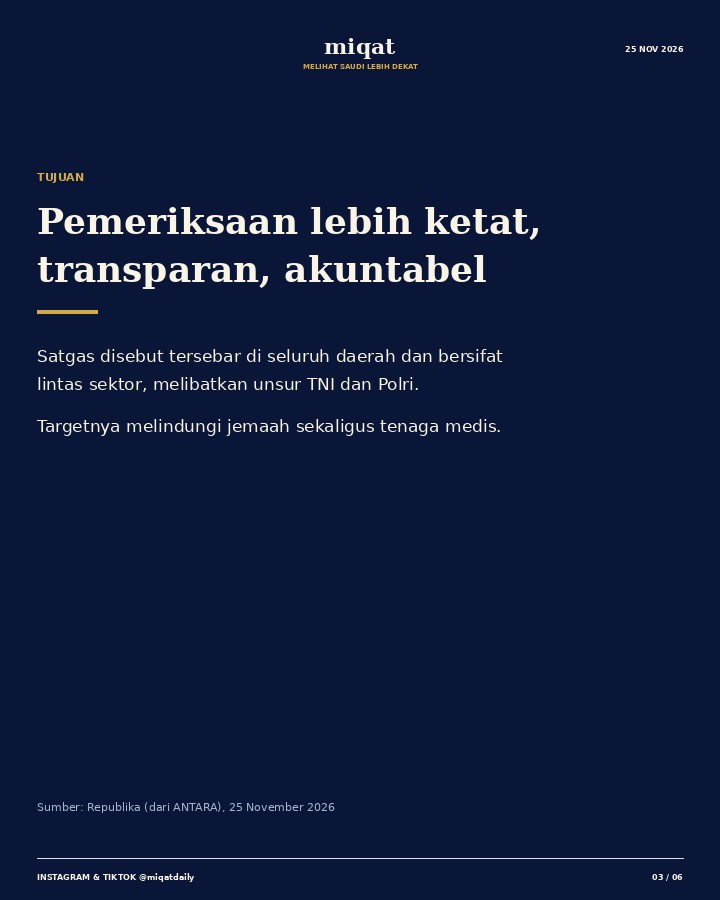 miqat
MELIHAT SAUDI LEBIH DEKAT
25 NOV 2026
TUJUAN
Pemeriksaan lebih ketat,
transparan, akuntabel
Satgas disebut tersebar di seluruh daerah dan bersifat
lintas sektor, melibatkan unsur TNI dan Polri.
Targetnya melindungi jemaah sekaligus tenaga medis.
Sumber: Republika (dari ANTARA), 25 November 2026
INSTAGRAM & TIKTOK @miqatdaily
03 / 06